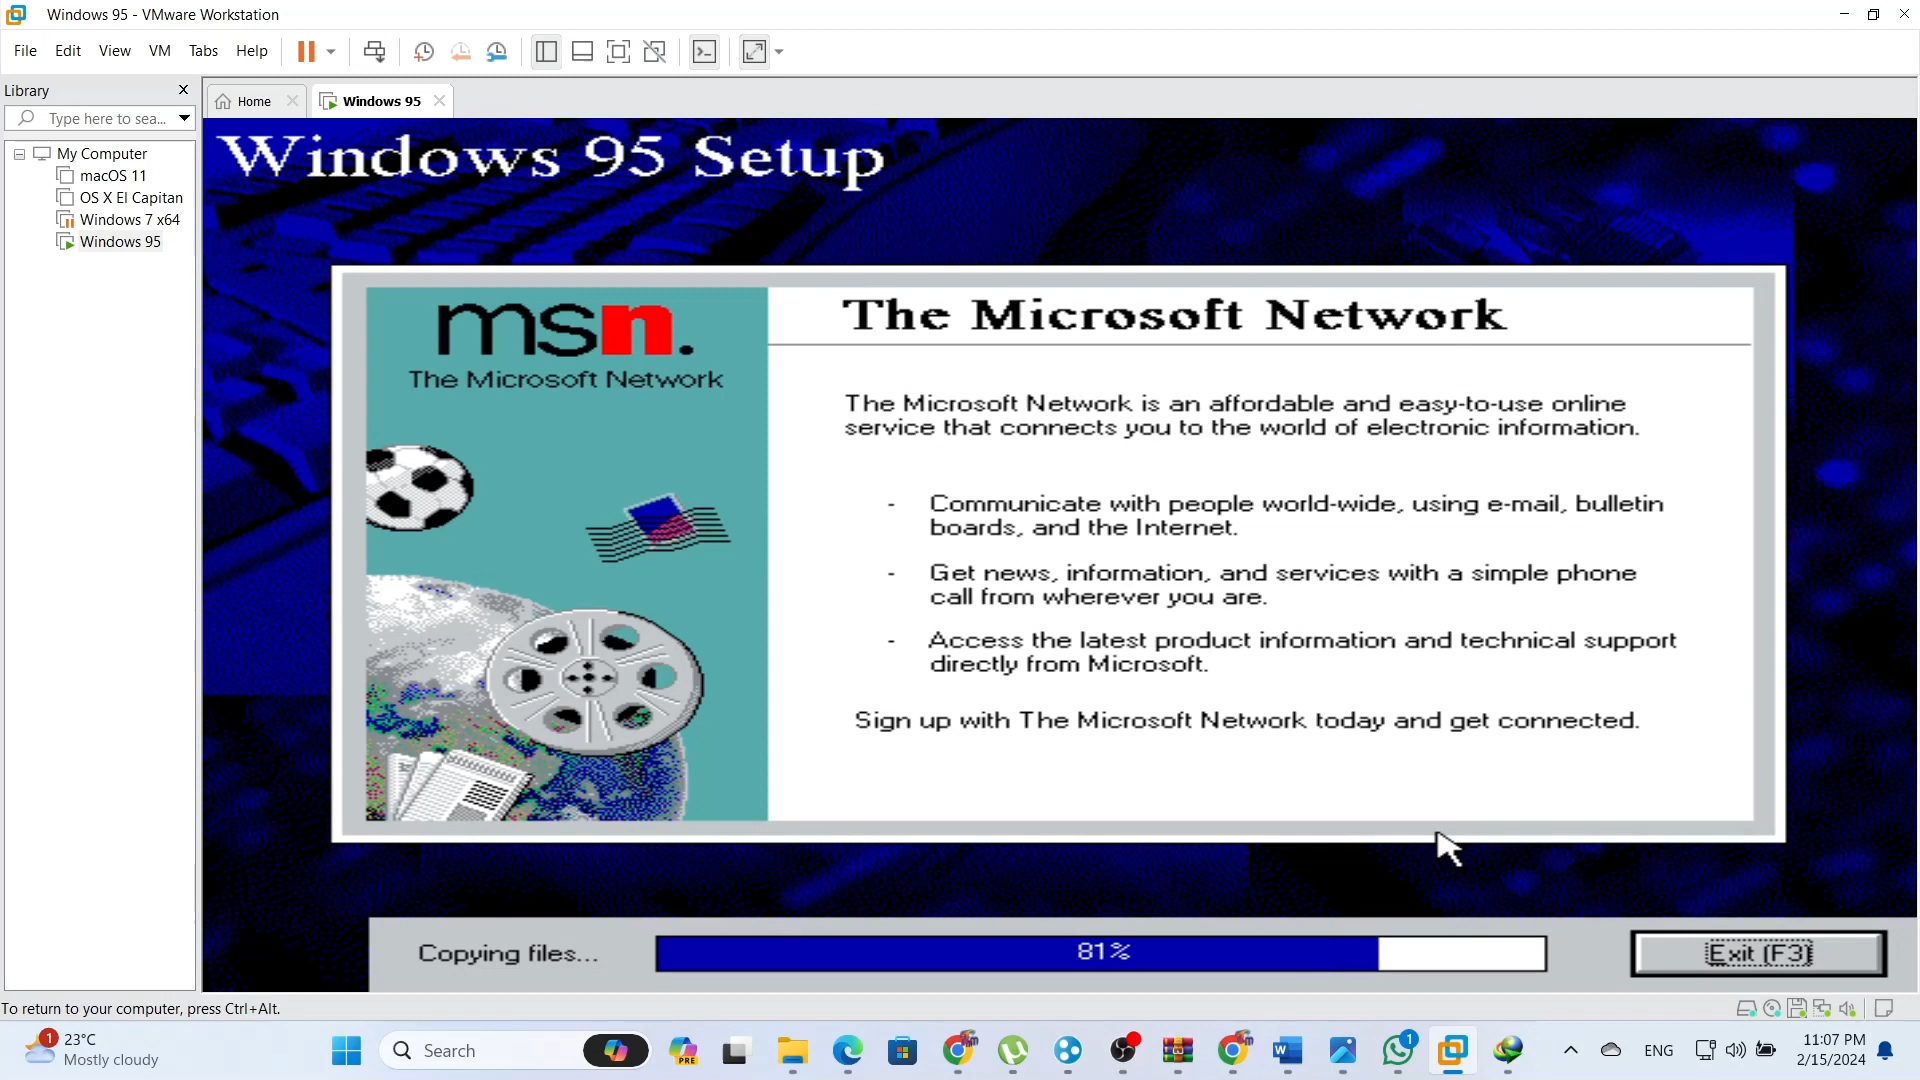 Windows 95 - VMware Workstation
File Edit View VM Tabs Help
Library
Type here to sea...
My Computer
macOS 11
OS X El Capitan
Windows 7 x64
Windows 95
Home
Windows 95
Windows 95 Setup
msn.
The Microsoft Network
The Microsoft Network
The Microsoft Network is an affordable and easy-to-use online
service that connects you to the world of electronic information.
- Communicate with people world-wide, using e-mail, bulletin
boards, and the Internet.
- Get news, information, and services with a simple phone
call from wherever you are.
- Access the latest product information and technical support
directly from Microsoft.
Sign up with The Microsoft Network today and get connected.
Copying files... 81% Exit (F3)
To return to your computer, press Ctrl+Alt.
1
23°C
Mostly cloudy
Search
PRE
W
1
ENG
11:07 PM
2/15/2024